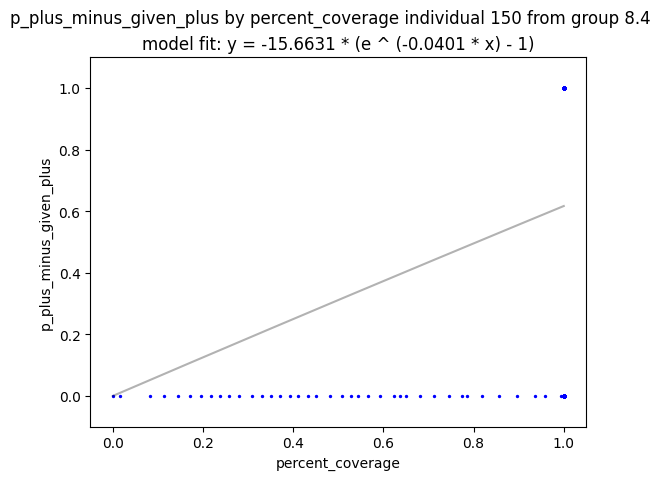 p_plus_minus_given_plus by percent_coverage individual 150 from group 8.4
model fit: y = -15.6631 * (e ^ (-0.0401 * x) - 1)
1.0
0.8
0.6
0.4
0.2
0.0
p_plus_minus_given_plus
0.0 0.2 0.4 0.6 0.8 1.0
percent_coverage